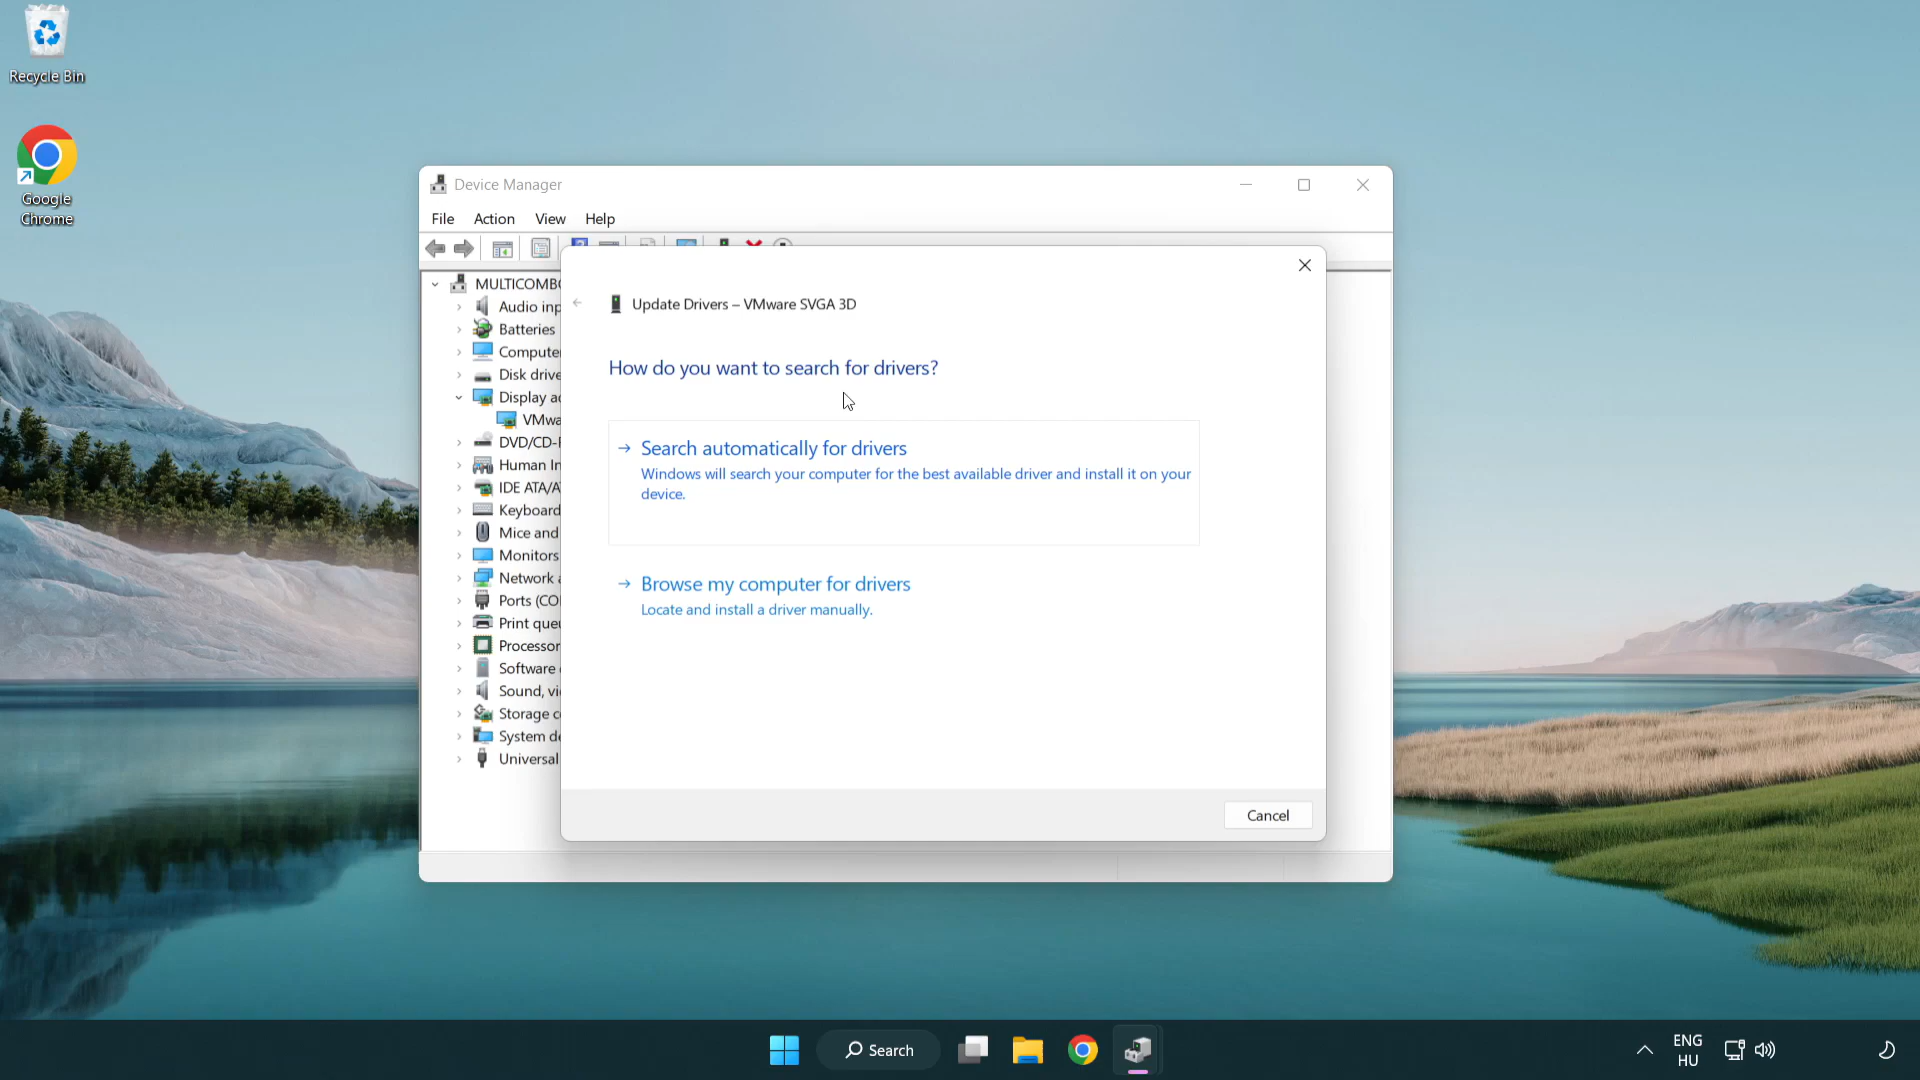 Recycle Bin
Google
Chrome
Device Manager
File Action View Help
MULTICOMBO
Audio inp
Batteries
Compute
Disk drive
Display ad
VMwa
DVD/CD-R
Human In
IDE ATA/A
Keyboard
Mice and
Monitors
Network a
Ports (CO
Print que
Processor
Software
Sound, vi
Storage c
System de
Universal
Update Drivers – VMware SVGA 3D
How do you want to search for drivers?
Search automatically for drivers
Windows will search your computer for the best available driver and install it on your
device.
Browse my computer for drivers
Locate and install a driver manually.
Cancel
Search
ENG
HU